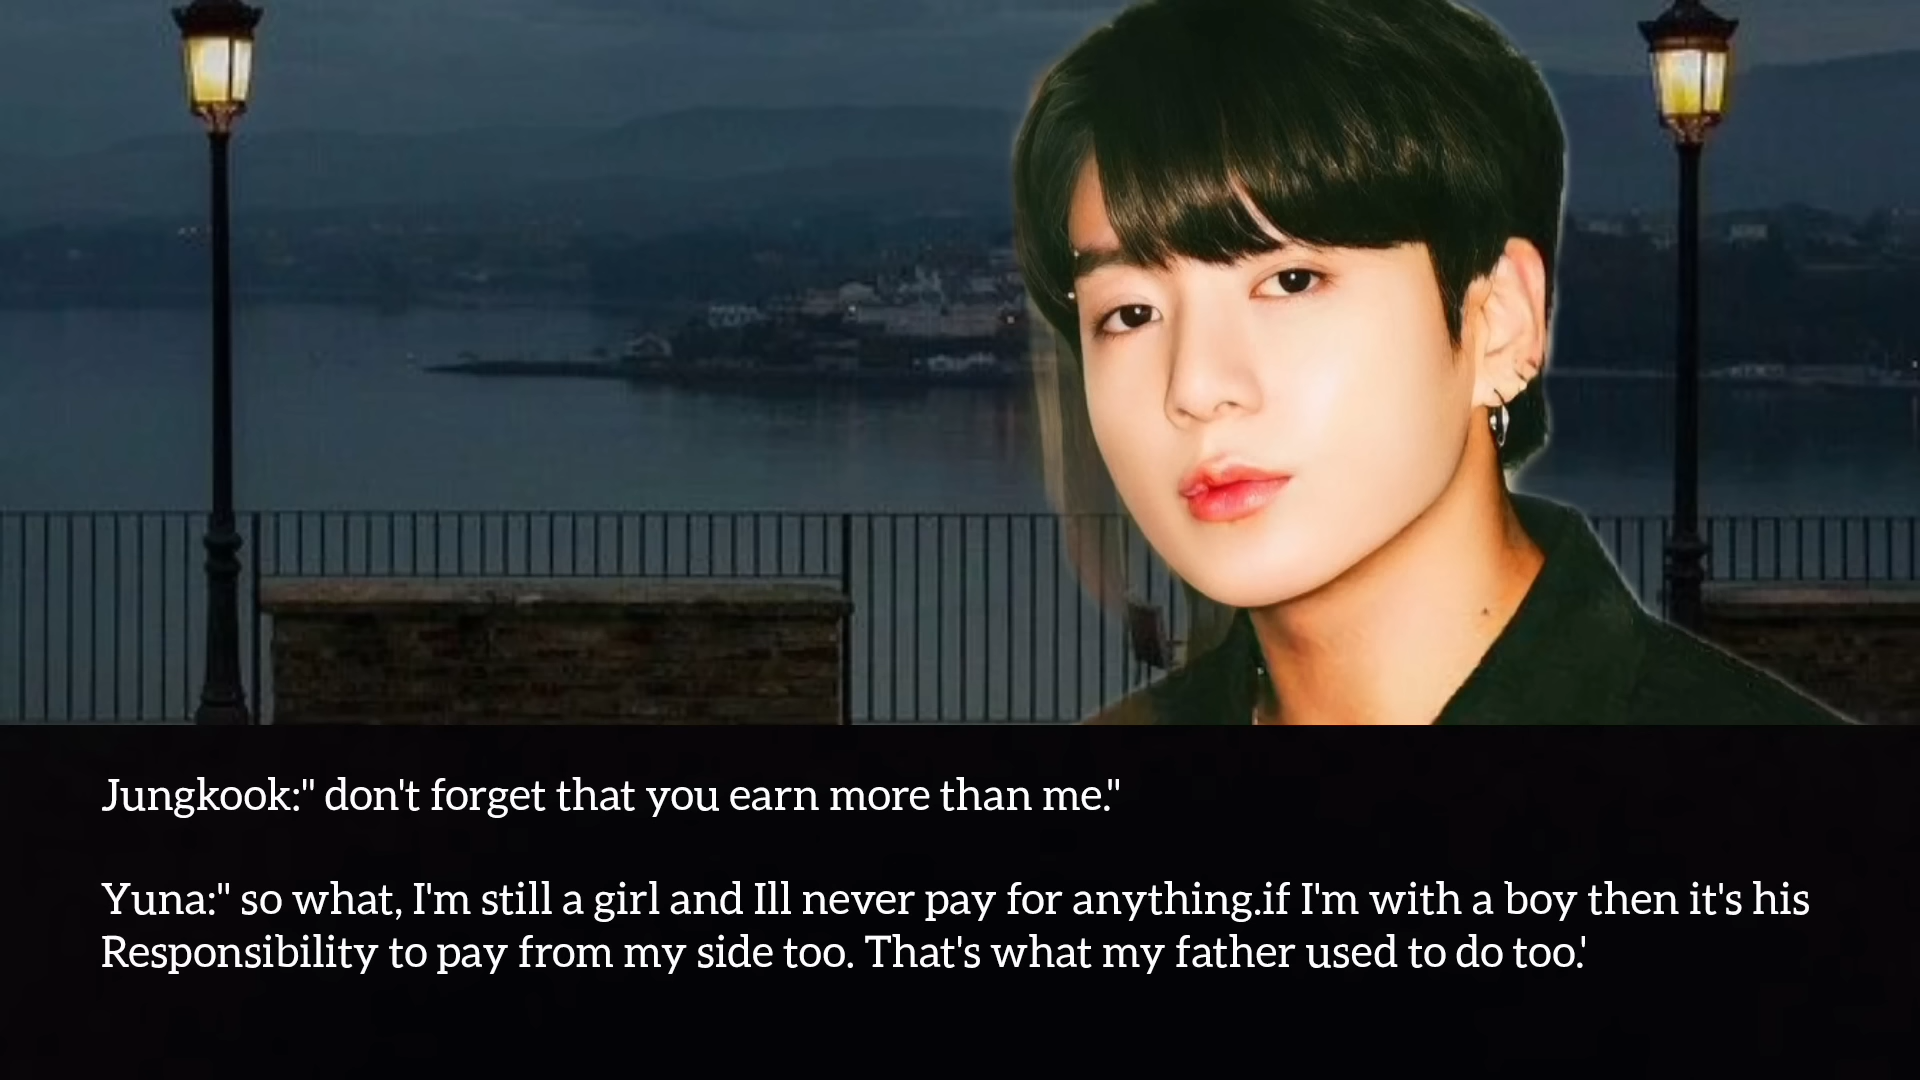 Jungkook:" don't forget that you earn more than me."
Yuna:" so what, I'm still a girl and Ill never pay for anything.if I'm with a boy then it's his
Responsibility to pay from my side too. That's what my father used to do too.'